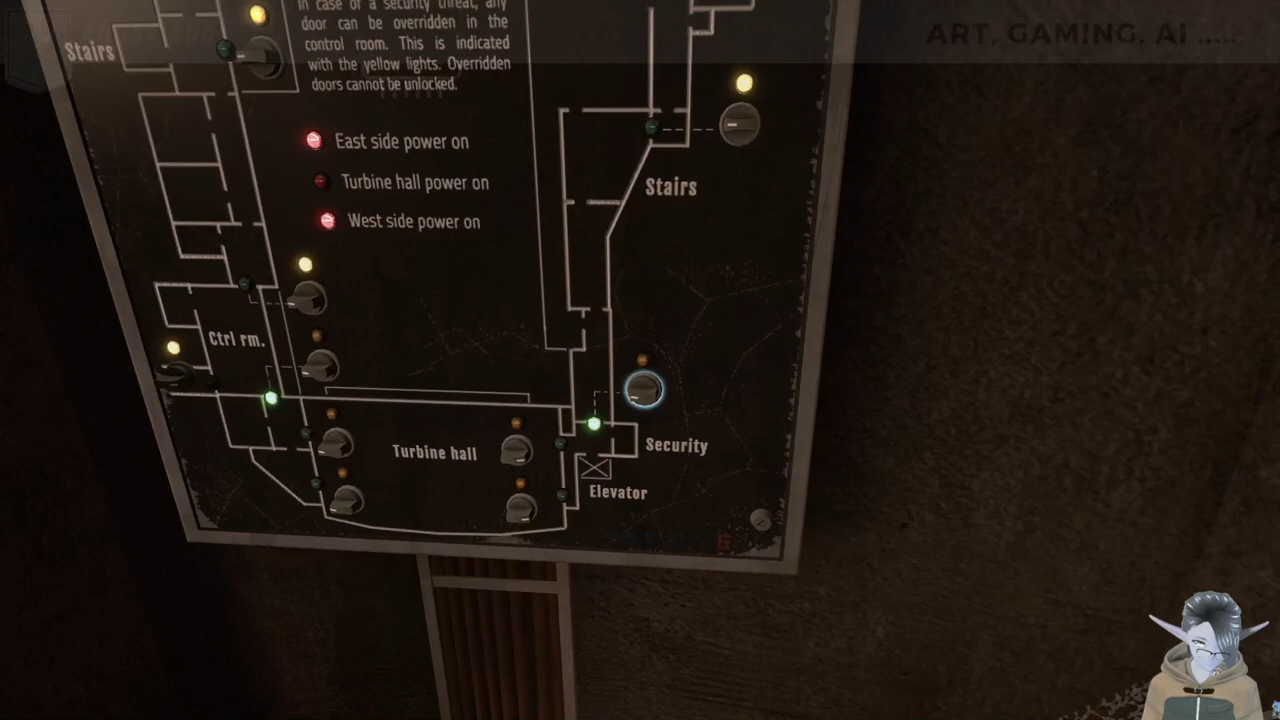 ART, GAMING, AI .....
In case of a security threat, any
door can be overridden in the
control room. This is indicated
with the yellow lights. Overridden
doors cannot be unlocked.
Stairs
East side power on
Turbine hall power on
West side power on
Stairs
Ctrl rm.
Turbine hall
Security
Elevator